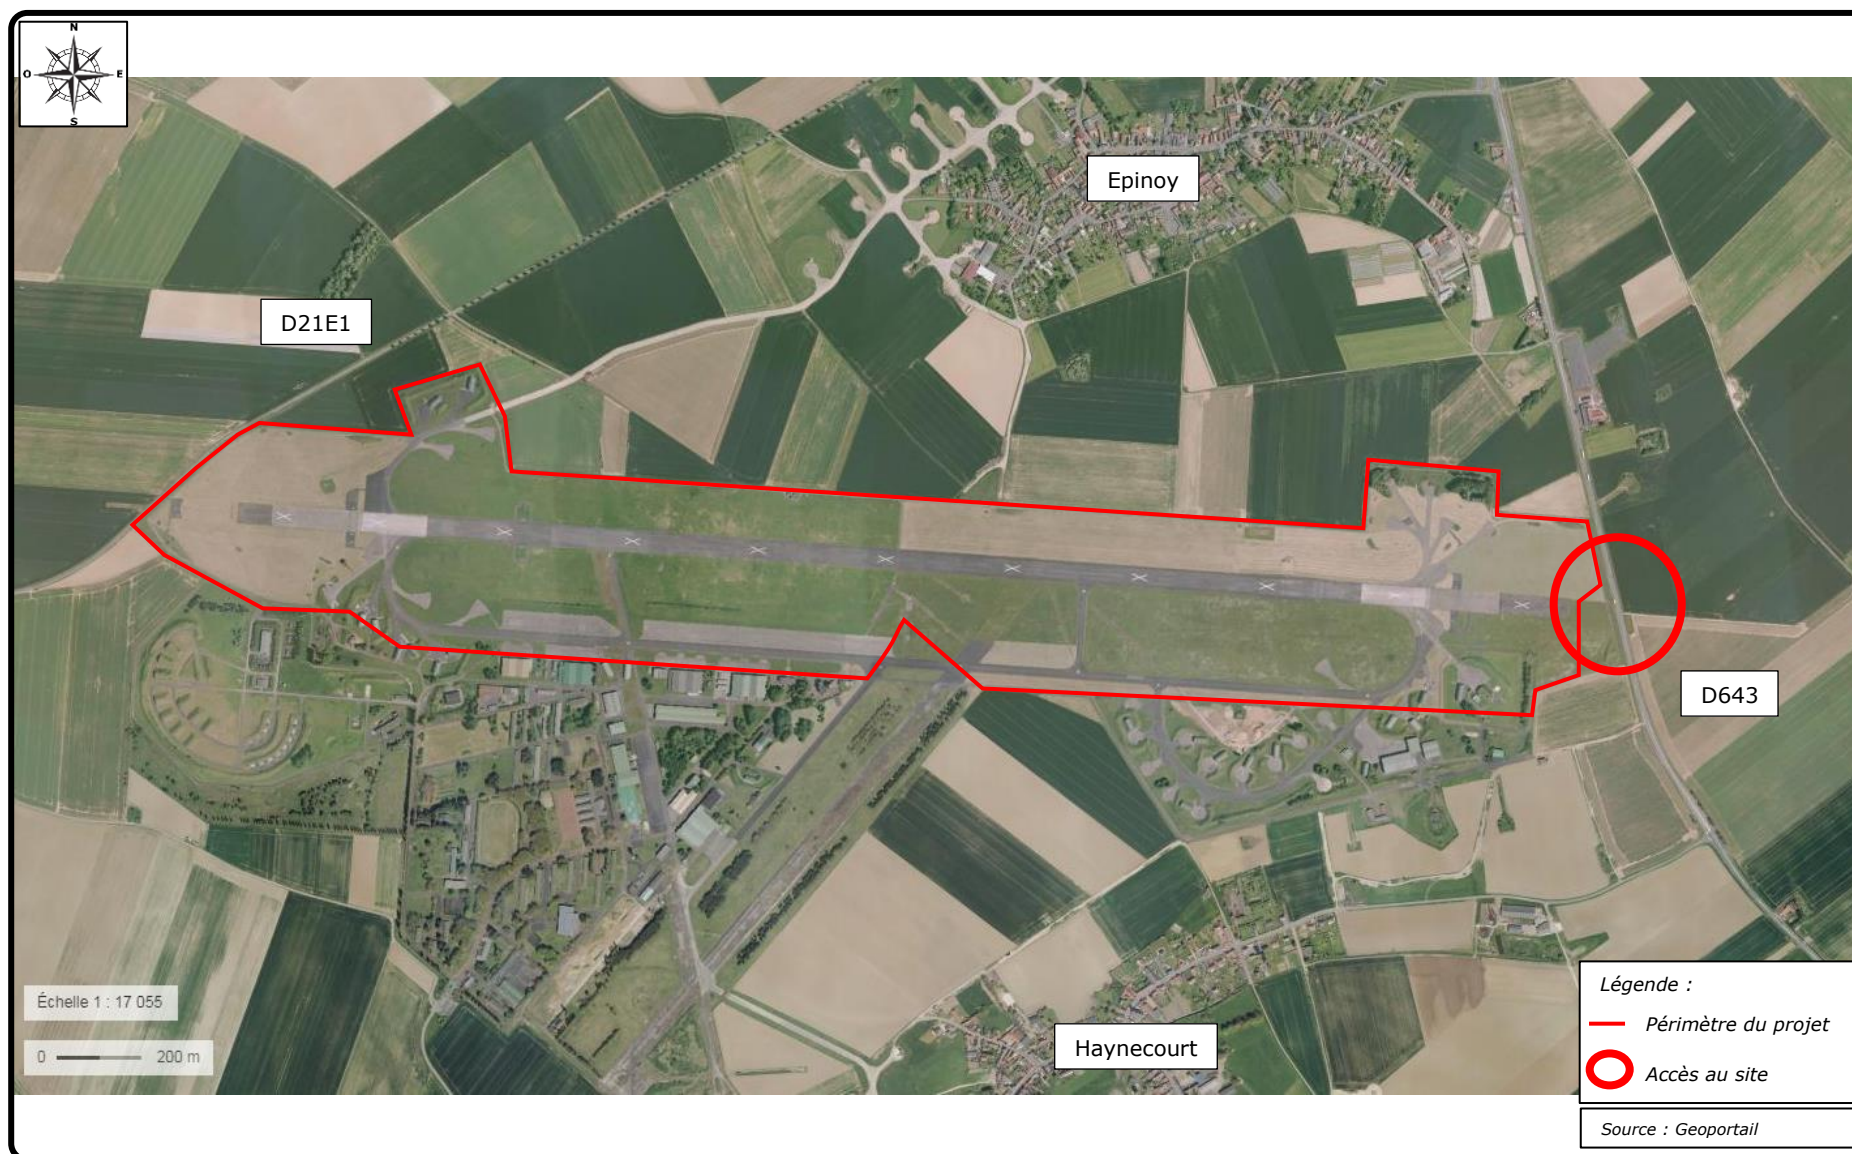 N
O E
S
Epinoy
D21E1
D643
Échelle 1 : 17 055
0 200 m
Haynecourt
Légende :
Périmètre du projet
Accès au site
Source : Geoportail